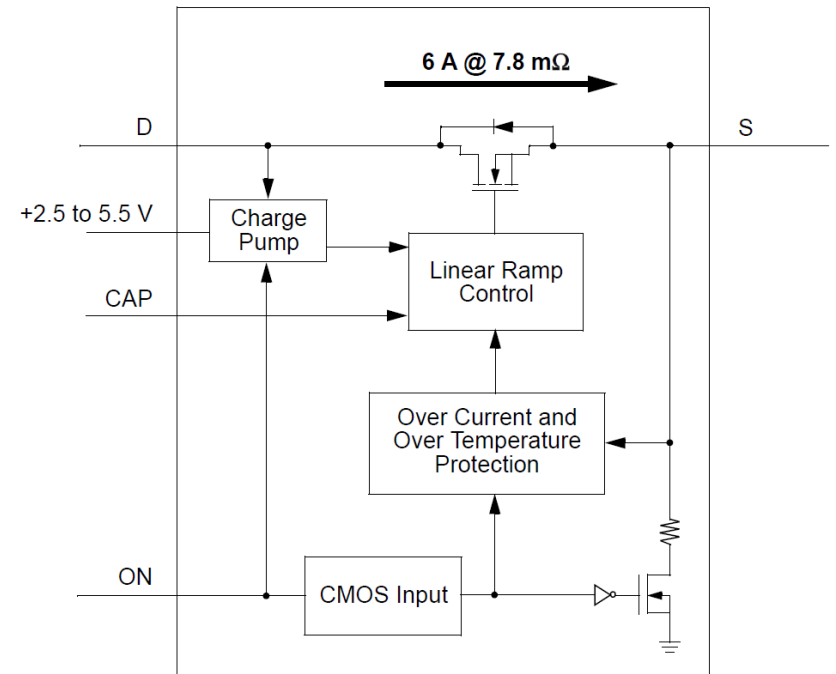 6 A @ 7.8 mΩ
D
S
+2.5 to 5.5 V
Charge
Pump
Linear Ramp
Control
CAP
Over Current and
Over Temperature
Protection
ON
CMOS Input